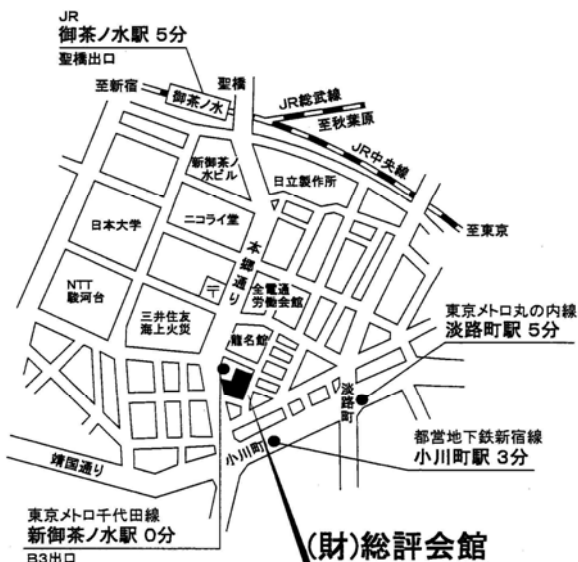 JR
御茶ノ水駅 5分
聖橋出口
至新宿
聖橋
御茶ノ水
JR総武線
至秋葉原
JR中央線
新御茶ノ
水ビル
日立製作所
至東京
日本大学
ニコライ堂
本郷通り
NTT
駿河台
〒
全電通
労働会館
三井住友
海上火災
龍名館
東京メトロ丸の内線
淡路町駅 5分
淡路町
都営地下鉄新宿線
小川町駅 3分
小川町
靖国通り
東京メトロ千代田線
新御茶ノ水駅 0分
B3出口
(財)総評会館